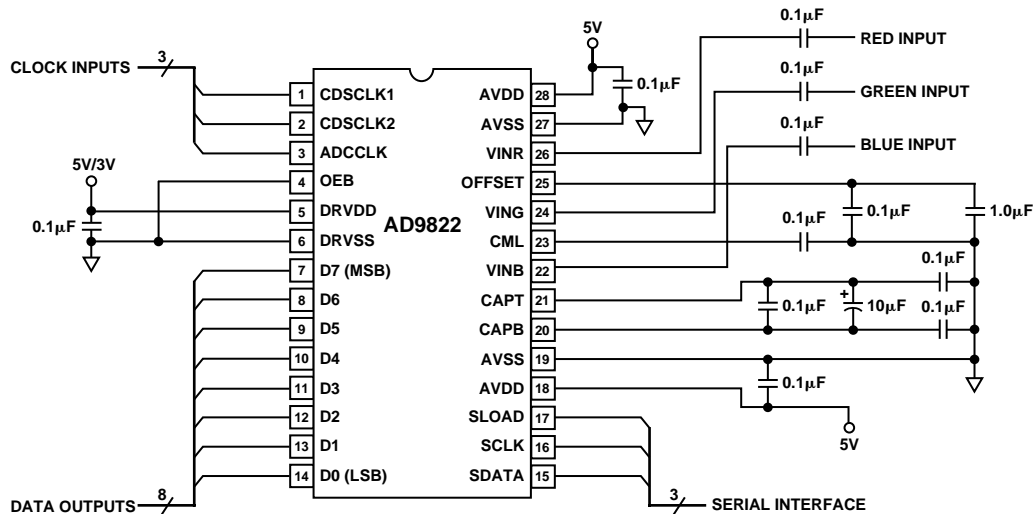 0.1µF
3
5V
RED INPUT
CLOCK INPUTS
0.1µF
1 CDSCLK1
AVDD 28
0.1µF
GREEN INPUT
2 CDSCLK2
AVSS 27
0.1µF
3 ADCCLK
VINR 26
BLUE INPUT
5V/3V
4 OEB
OFFSET 25
5 DRVDD
VING 24
0.1µF
AD9822
0.1µF
0.1µF
1.0µF
6 DRVSS
CML 23
7 D7 (MSB)
VINB 22
0.1µF
8 D6
CAPT 21
0.1µF
+
10µF
0.1µF
9 D5
CAPB 20
10 D4
AVSS 19
11 D3
AVDD 18
0.1µF
12 D2
SLOAD 17
5V
13 D1
SCLK 16
14 D0 (LSB)
SDATA 15
DATA OUTPUTS
8
3
SERIAL INTERFACE